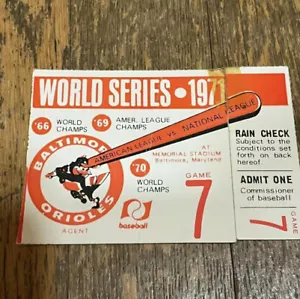 WORLD SERIES • 1971
'66 WORLD CHAMPS
'69 AMER. LEAGUE CHAMPS
AMERICAN LEAGUE vs. NATIONAL LEAGUE
AT
MEMORIAL STADIUM
Baltimore, Maryland
BALTIMORE
ORIOLES
'70 WORLD CHAMPS
AGENT
baseball
GAME
7
RAIN CHECK
Subject to the
conditions set
forth on back
hereof.
ADMIT ONE
Commissioner
of baseball
GAME
7